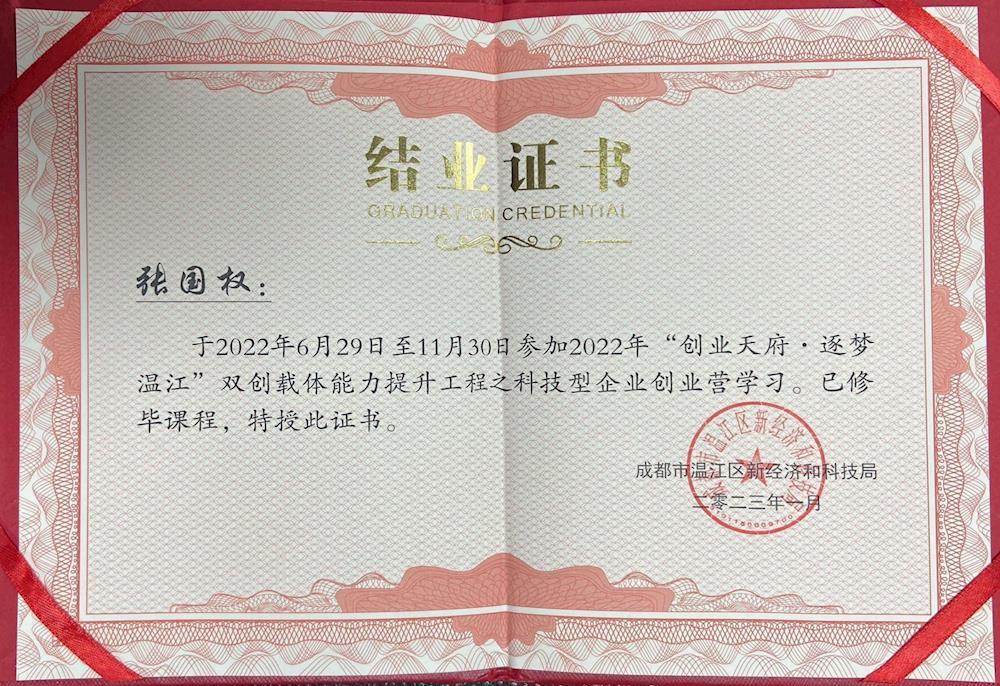 结业证书
GRADUATION CREDENTIAL
张国权：
于2022年6月29日至11月30日参加2022年“创业天府·逐梦
温江”双创载体能力提升工程之科技型企业创业营学习。已修
毕课程，特授此证书。
成都市温江区新经济和科技局
二零二三年一月